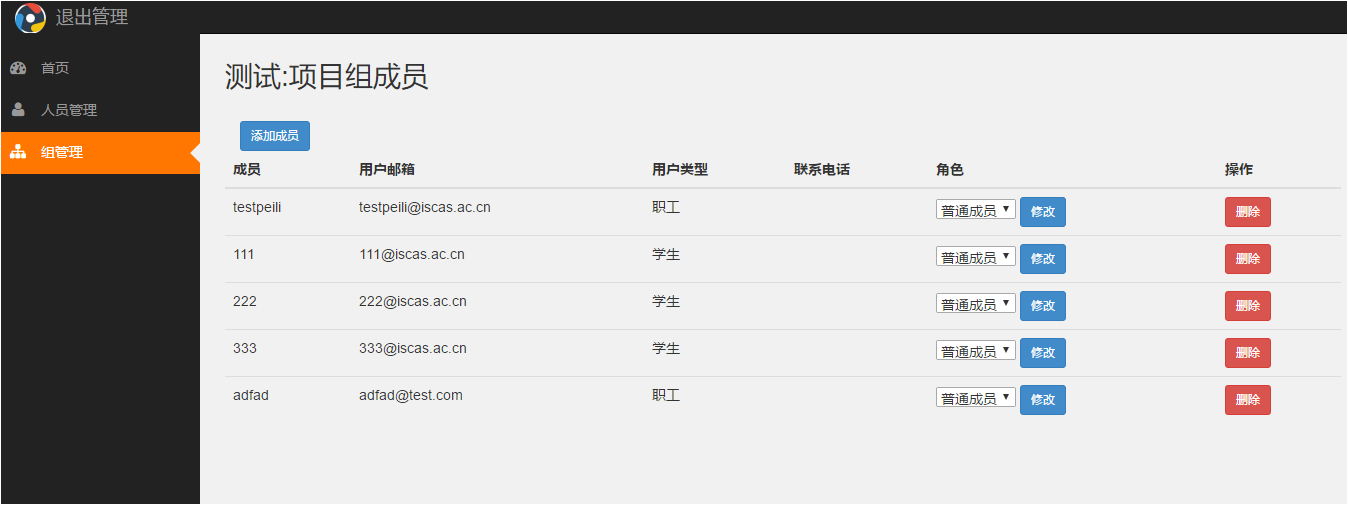 退出管理
首页
人员管理
组管理
测试:项目组成员
添加成员
成员 用户邮箱 用户类型 联系电话 角色 操作
testpeili testpeili@iscas.ac.cn 职工 普通成员 修改 删除
111 111@iscas.ac.cn 学生 普通成员 修改 删除
222 222@iscas.ac.cn 学生 普通成员 修改 删除
333 333@iscas.ac.cn 学生 普通成员 修改 删除
adfad adfad@test.com 职工 普通成员 修改 删除